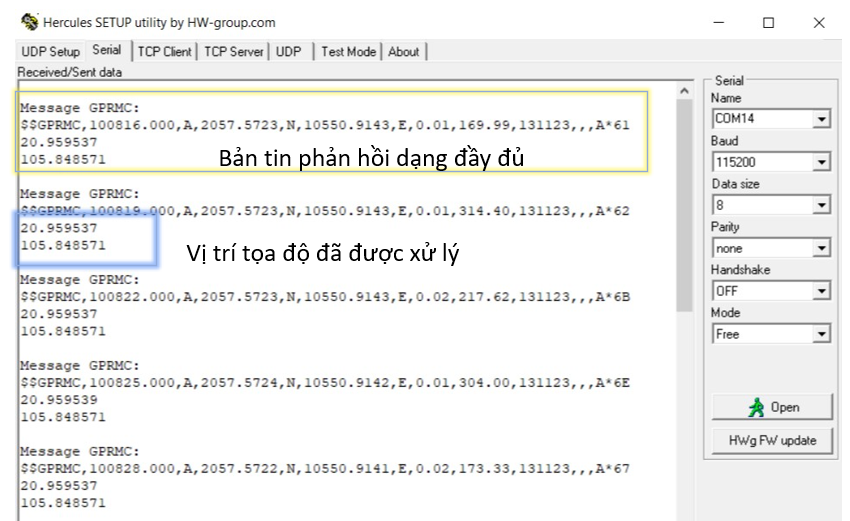 Hercules SETUP utility by HW-group.com
UDP Setup Serial TCP Client TCP Server UDP Test Mode About
Received/Sent data
Message GPRMC:
$$GPRMC,100816.000,A,2057.5723,N,10550.9143,E,0.01,169.99,131123,,,A*61
20.959537
105.848571
Bản tin phản hồi dạng đầy đủ
Message GPRMC:
$$GPRMC,100819.000,A,2057.5723,N,10550.9143,E,0.01,314.40,131123,,,A*62
20.959537
105.848571
Vị trí tọa độ đã được xử lý
Message GPRMC:
$$GPRMC,100822.000,A,2057.5723,N,10550.9143,E,0.02,217.62,131123,,,A*6B
20.959537
105.848571
Message GPRMC:
$$GPRMC,100825.000,A,2057.5724,N,10550.9142,E,0.01,304.00,131123,,,A*6E
20.959539
105.848571
Message GPRMC:
$$GPRMC,100828.000,A,2057.5722,N,10550.9141,E,0.02,173.33,131123,,,A*67
20.959537
105.848571
Serial
Name
COM14
Baud
115200
Data size
8
Parity
none
Handshake
OFF
Mode
Free
Open
HWg FW update